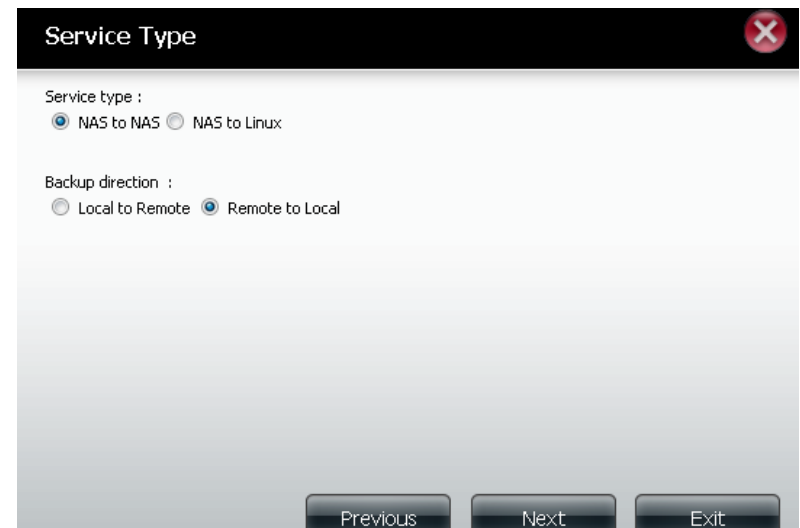 Service Type
Service type :
NAS to NAS NAS to Linux
Backup direction :
Local to Remote Remote to Local
Previous Next Exit